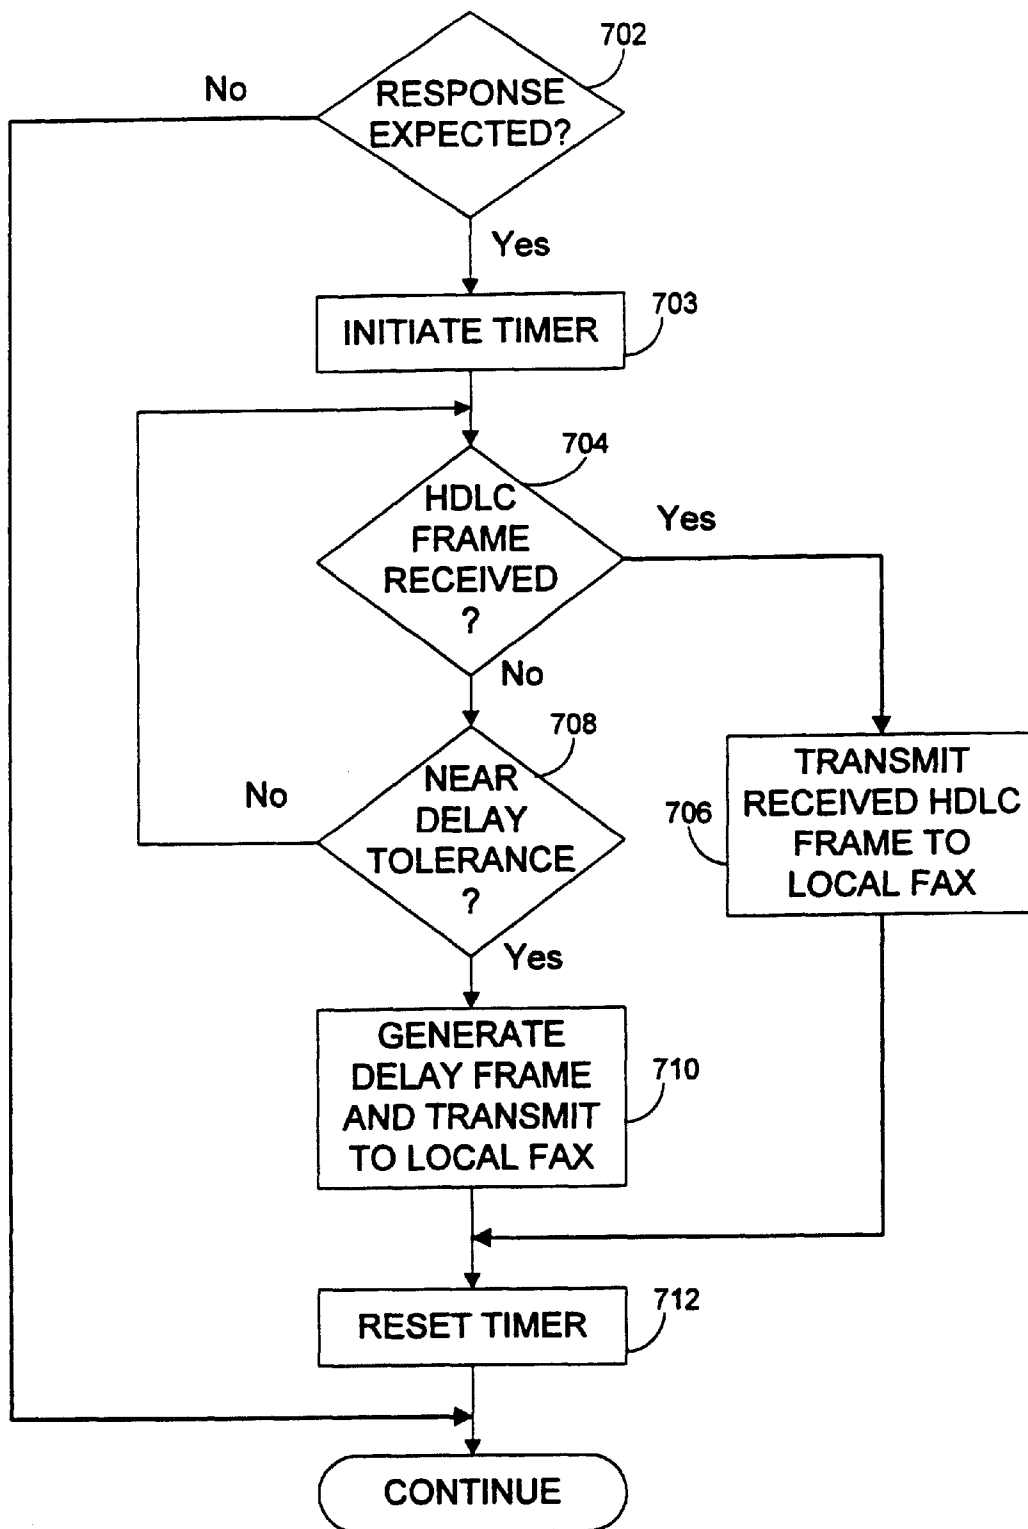 702
No
RESPONSE
EXPECTED?
Yes
703
INITIATE TIMER
704
HDLC
FRAME
RECEIVED
?
Yes
No
708
NEAR
DELAY
TOLERANCE
?
No
TRANSMIT
RECEIVED HDLC
FRAME TO
LOCAL FAX
706
Yes
GENERATE
DELAY FRAME
AND TRANSMIT
TO LOCAL FAX
710
712
RESET TIMER
CONTINUE